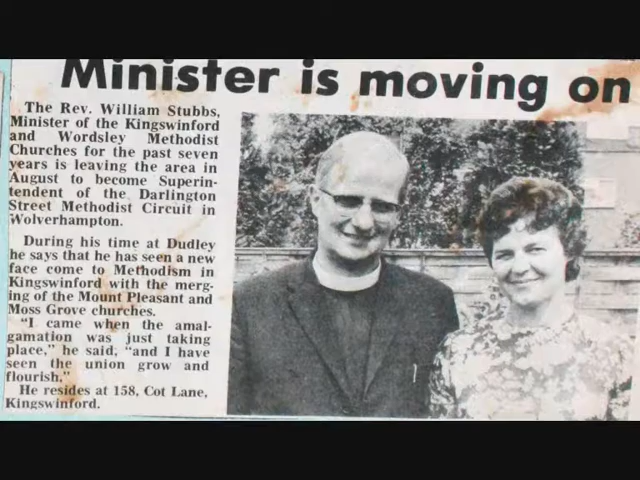 Minister is moving on
The Rev. William Stubbs,
Minister of the Kingswinford
and Wordsley Methodist
Churches for the past seven
years is leaving the area in
August to become Superin-
tendent of the Darlington
Street Methodist Circuit in
Wolverhampton.
During his time at Dudley
he says that he has seen a new
face come to Methodism in
Kingswinford with the merg-
ing of the Mount Pleasant and
Moss Grove churches.
"I came when the amal-
gamation was just taking
place," he said, "and I have
seen the union grow and
flourish,"
He resides at 158, Cot Lane,
Kingswinford.